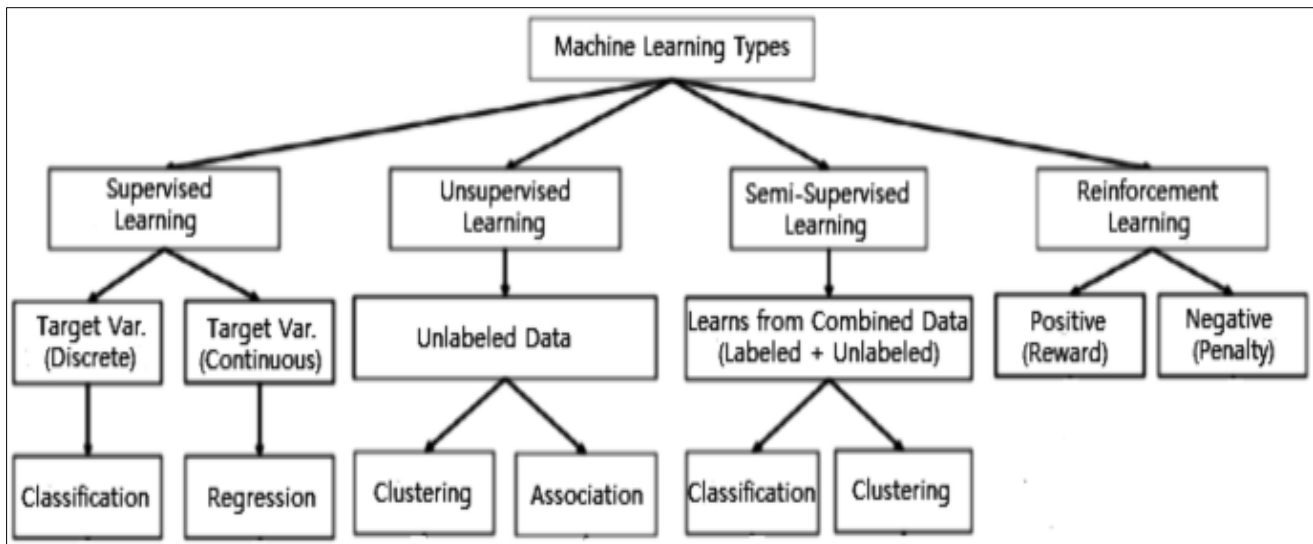 Machine Learning Types
Supervised
Learning
Unsupervised
Learning
Semi-Supervised
Learning
Reinforcement
Learning
Target Var.
(Discrete)
Target Var.
(Continuous)
Unlabeled Data
Learns from Combined Data
(Labeled + Unlabeled)
Positive
(Reward)
Negative
(Penalty)
Classification
Regression
Clustering
Association
Classification
Clustering